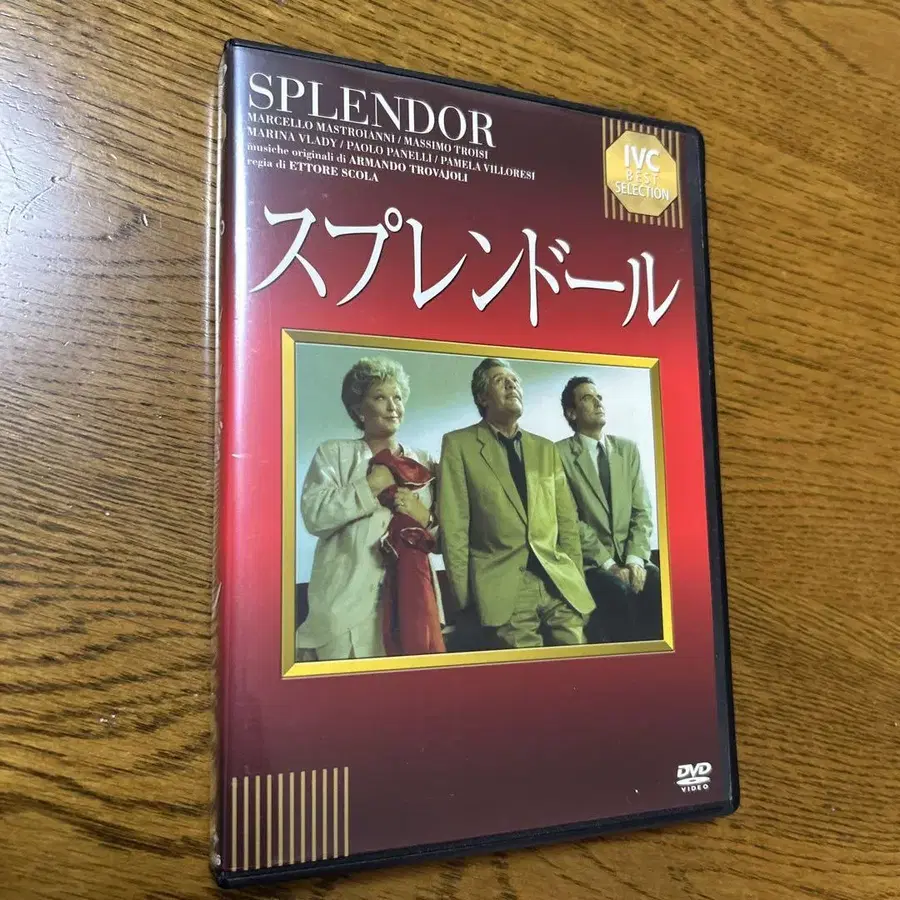 SPLENDOR
MARCELLO MASTROIANNI / MASSIMO TROISI
MARINA VLADY / PAOLO PANELLI / PAMELA VILLORESI
musiche originali di ARMANDO TROVAJOLI
regia di ETTORE SCOLA
IVC
BEST
SELECTION
スプレンドール
DVD
VIDEO